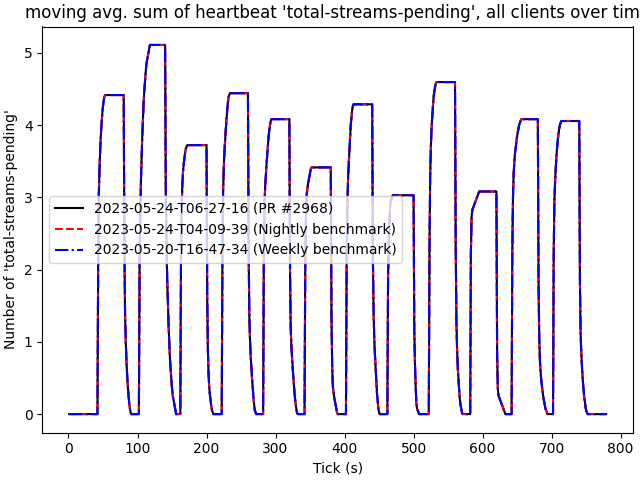 moving avg. sum of heartbeat 'total-streams-pending', all clients over tim
Number of 'total-streams-pending'
5
4
3
2
1
0
2023-05-24-T06-27-16 (PR #2968)
2023-05-24-T04-09-39 (Nightly benchmark)
2023-05-20-T16-47-34 (Weekly benchmark)
0 100 200 300 400 500 600 700 800
Tick (s)